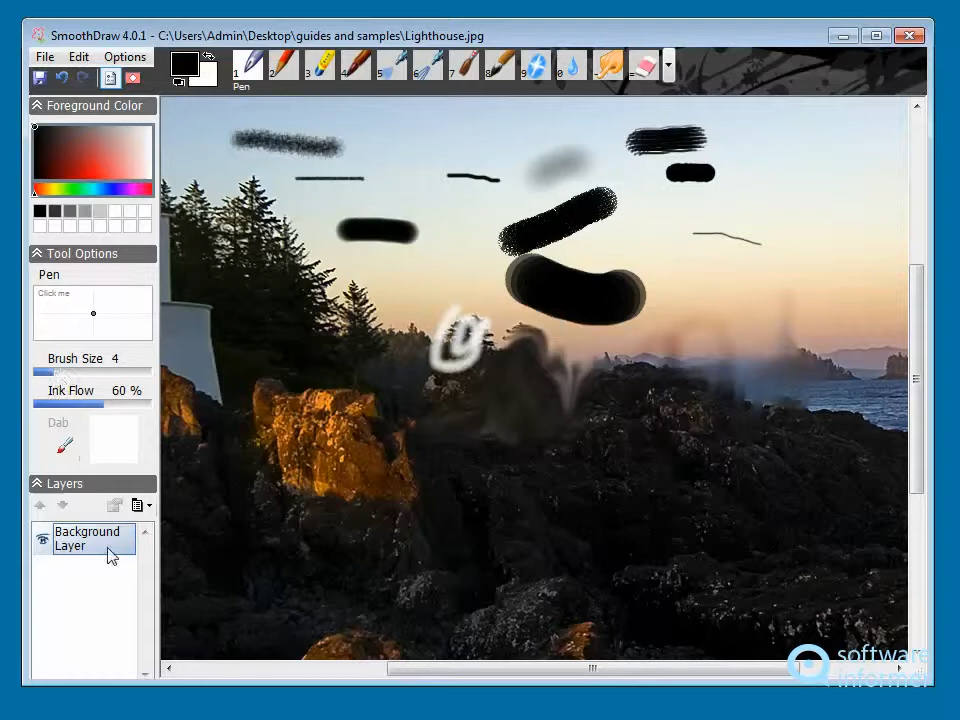 SmoothDraw 4.0.1 - C:\Users\Admin\Desktop\guides and samples\Lighthouse.jpg
File Edit Options
1 2 3 4 5 6 7 8 9 0 - =
Pen
Foreground Color
Tool Options
Pen
Click me
Brush Size 4
Ink Flow 60 %
Dab
Layers
Background
Layer
software
informer